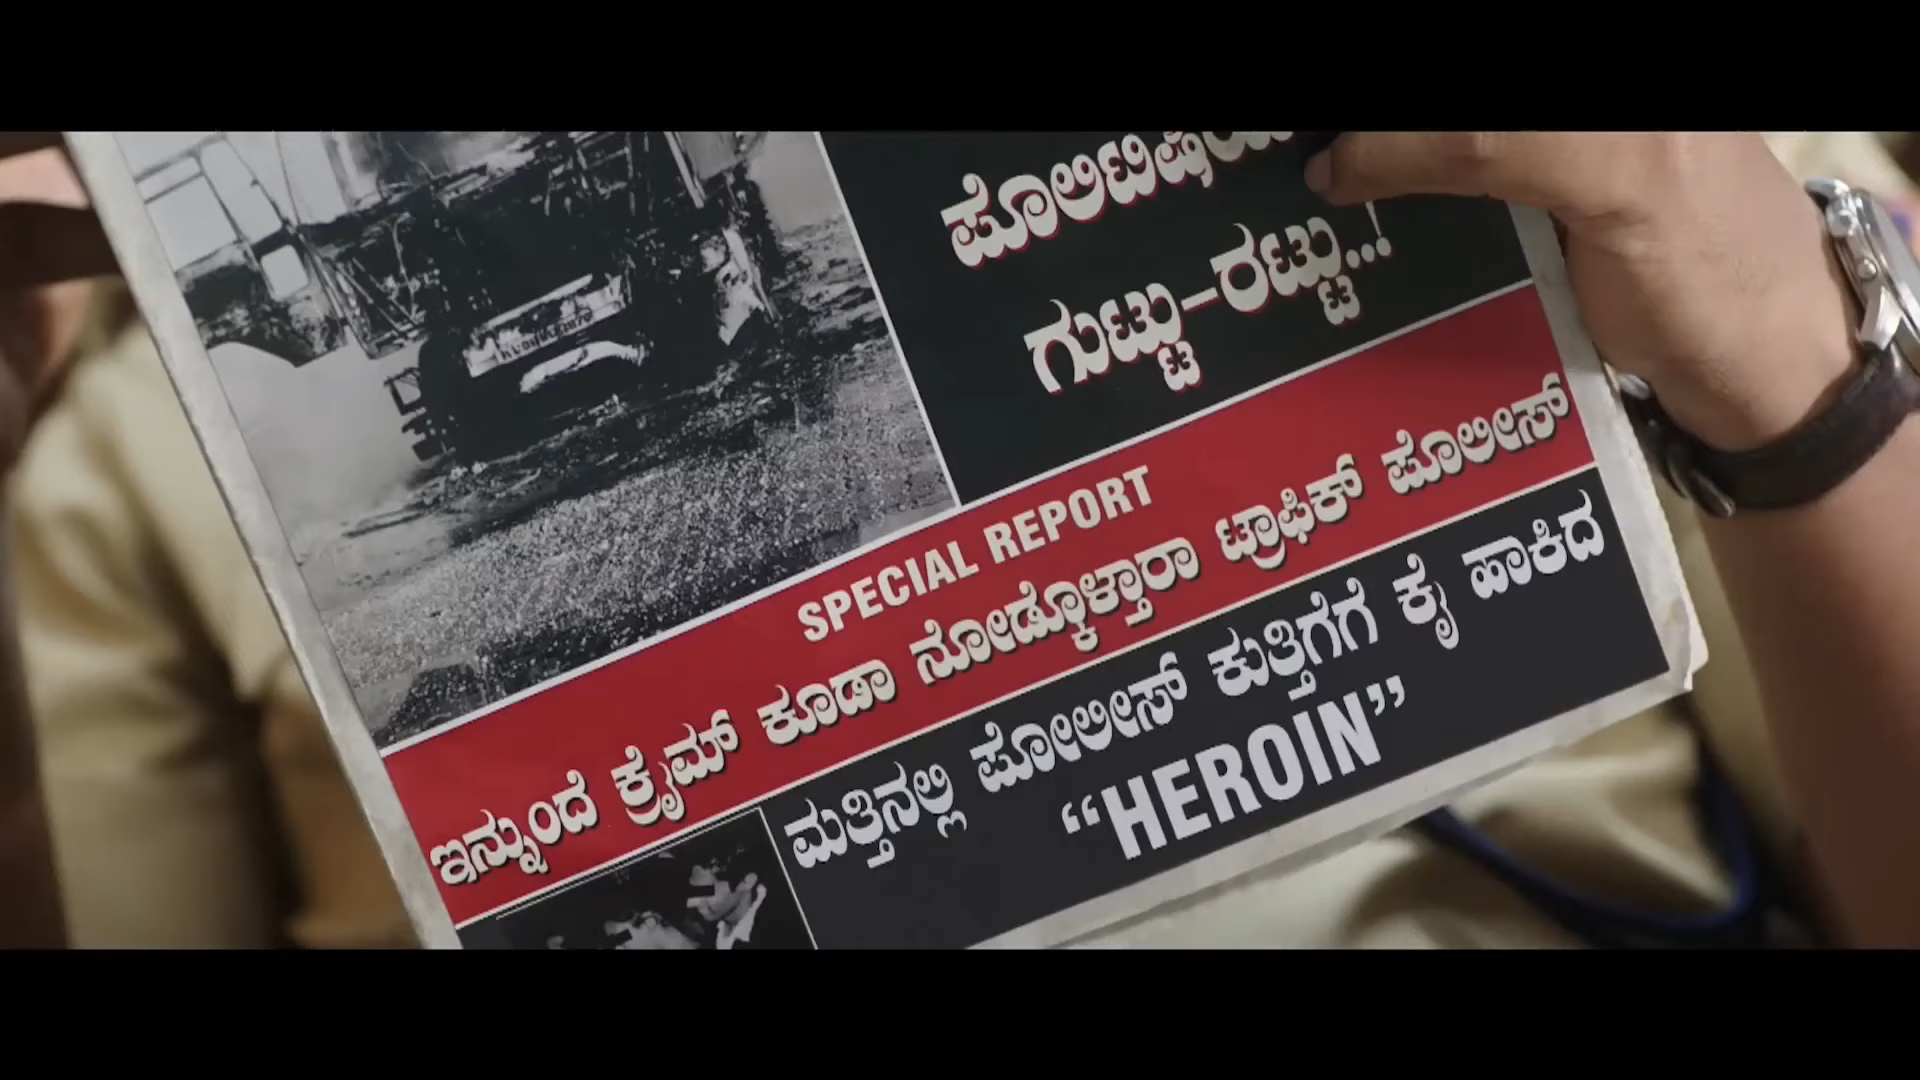 ಗುಟ್ಟು-ರಟ್ಟು...!
SPECIAL REPORT
ಇನ್ನುಂದೆ ಕ್ರೈಮ್ ಕೂಡಾ ನೋಡ್ಕೊಳ್ತಾರಾ ಟ್ರಾಫಿಕ್ ಪೊಲೀಸ್
ಮತ್ತಿನಲ್ಲಿ ಪೋಲೀಸ್ ಕುತ್ತಿಗೆಗೆ ಕೈ ಹಾಕಿದ
“HEROIN”